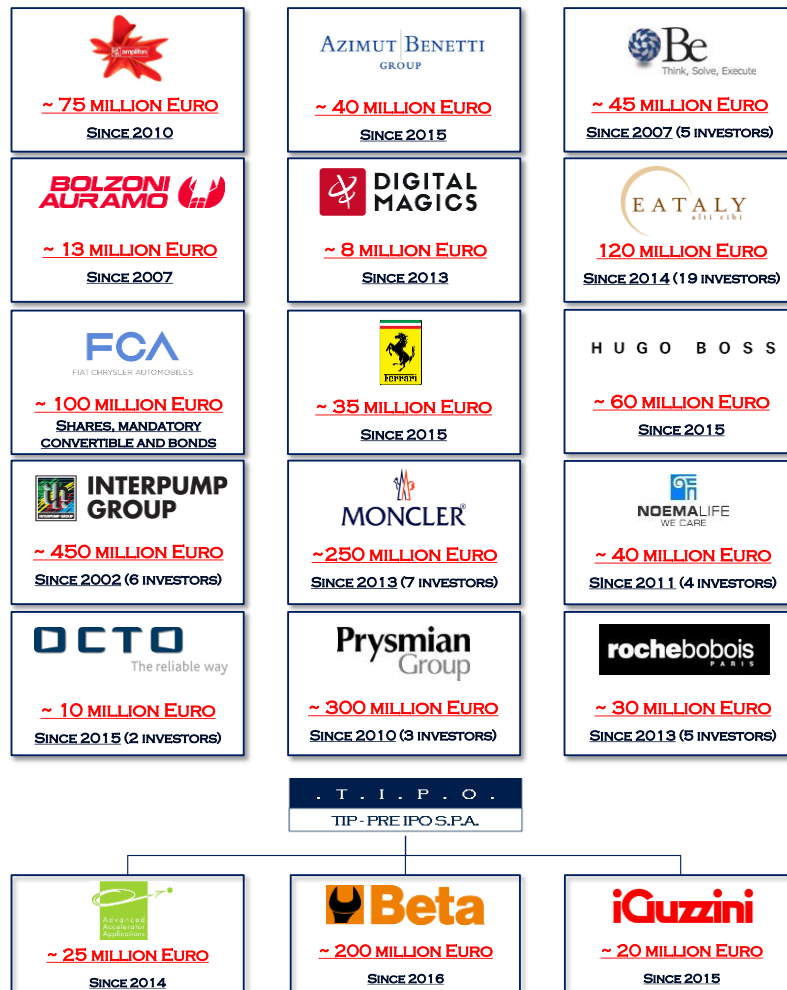 amplifon
~ 75 MILLION EURO
SINCE 2010
AZIMUT BENETTI
GROUP
~ 40 MILLION EURO
SINCE 2015
Be
Think, Solve, Execute
~ 45 MILLION EURO
SINCE 2007 (5 INVESTORS)
BOLZONI
AURAMO
~ 13 MILLION EURO
SINCE 2007
DIGITAL
MAGICS
~ 8 MILLION EURO
SINCE 2013
EATALY
alti cibi
120 MILLION EURO
SINCE 2014 (19 INVESTORS)
FCA
FIAT CHRYSLER AUTOMOBILES
~ 100 MILLION EURO
SHARES, MANDATORY
CONVERTIBLE AND BONDS
Ferrari
~ 35 MILLION EURO
SINCE 2015
HUGO BOSS
~ 60 MILLION EURO
SINCE 2015
INTERPUMP GROUP
INTERPUMP
GROUP
~ 450 MILLION EURO
SINCE 2002 (6 INVESTORS)
MONCLER
~250 MILLION EURO
SINCE 2013 (7 INVESTORS)
NOEMALIFE
WE CARE
~ 40 MILLION EURO
SINCE 2011 (4 INVESTORS)
OCTO
The reliable way
~ 10 MILLION EURO
SINCE 2015 (2 INVESTORS)
Prysmian
Group
~ 300 MILLION EURO
SINCE 2010 (3 INVESTORS)
rochebobois
PARIS
~ 30 MILLION EURO
SINCE 2013 (5 INVESTORS)
. T . I . P . O .
TIP - PRE IPO S.P.A.
Advanced
Accelerator
Applications
~ 25 MILLION EURO
SINCE 2014
Beta
~ 200 MILLION EURO
SINCE 2016
iGuzzini
~ 20 MILLION EURO
SINCE 2015